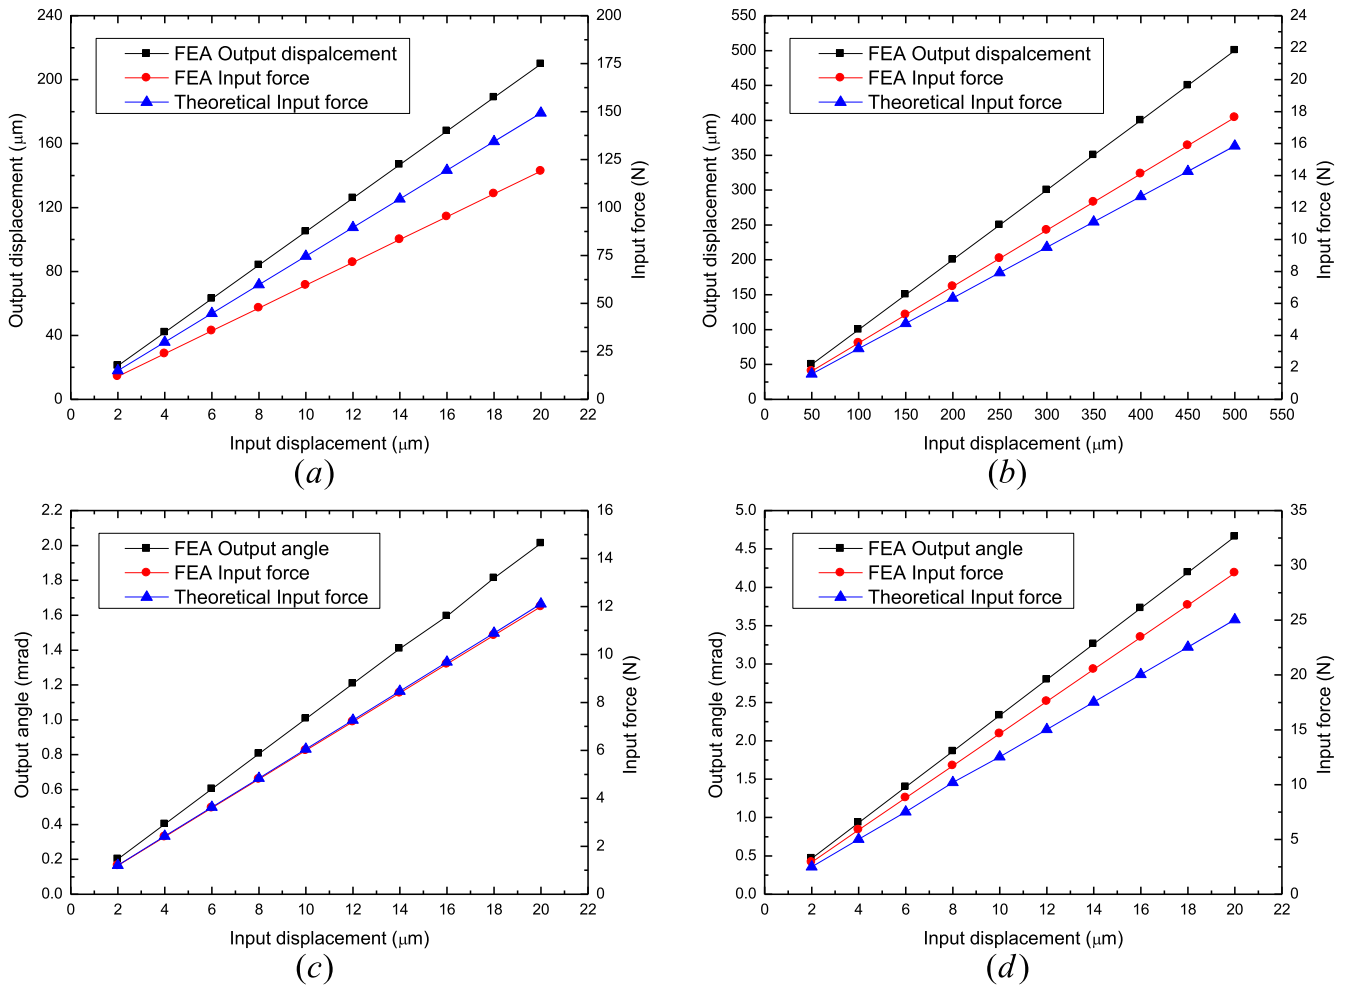 240
200
160
120
80
40
0
Output displacement (μm)
FEA Output dispalcement
FEA Input force
Theoretical Input force
200
175
150
125
100
75
50
25
0
Input force (N)
0 2 4 6 8 10 12 14 16 18 20 22
Input displacement (μm)
(a)
550
500
450
400
350
300
250
200
150
100
50
0
Output displacement (μm)
FEA Output dispalcement
FEA Input force
Theoretical Input force
24
22
20
18
16
14
12
10
8
6
4
2
0
Input force (N)
0 50 100 150 200 250 300 350 400 450 500 550
Input displacement (μm)
(b)
2.2
2.0
1.8
1.6
1.4
1.2
1.0
0.8
0.6
0.4
0.2
0.0
Output angle (mrad)
FEA Output angle
FEA Input force
Theoretical Input force
16
14
12
10
8
6
4
2
0
Input force (N)
0 2 4 6 8 10 12 14 16 18 20 22
Input displacement (μm)
(c)
5.0
4.5
4.0
3.5
3.0
2.5
2.0
1.5
1.0
0.5
0.0
Output angle (mrad)
FEA Output angle
FEA Input force
Theoretical Input force
35
30
25
20
15
10
5
0
Input force (N)
0 2 4 6 8 10 12 14 16 18 20 22
Input displacement (μm)
(d)